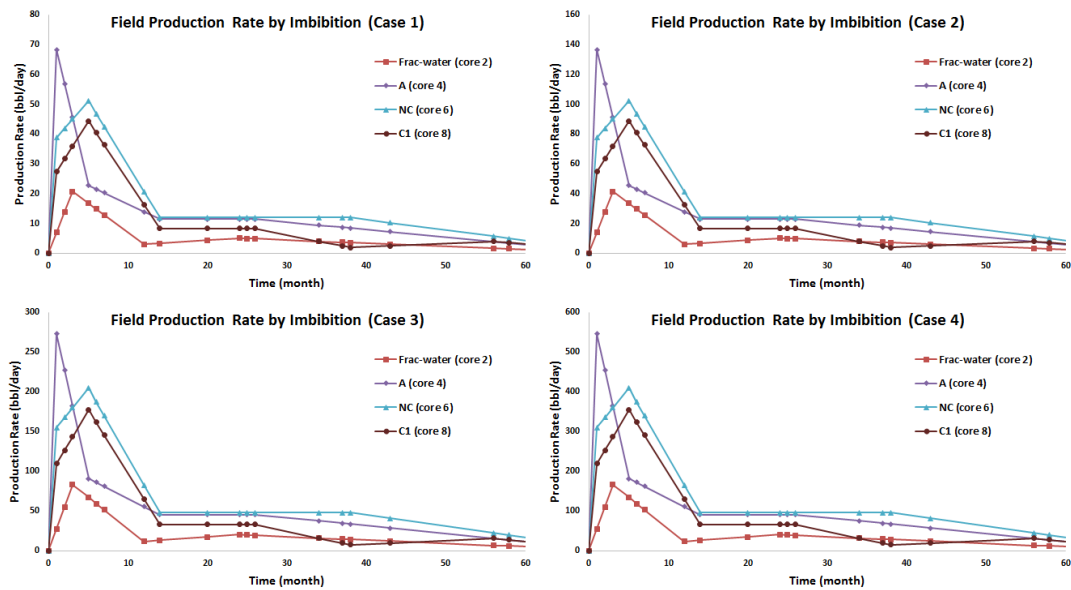 Field Production Rate by Imbibition (Case 1)
Production Rate (bbl/day)
80
70
60
50
40
30
20
10
0
Frac-water (core 2)
A (core 4)
NC (core 6)
C1 (core 8)
0 10 20 30 40 50 60
Time (month)
Field Production Rate by Imbibition (Case 2)
Production Rate (bbl/day)
160
140
120
100
80
60
40
20
0
Frac-water (core 2)
A (core 4)
NC (core 6)
C1 (core 8)
0 10 20 30 40 50 60
Time (month)
Field Production Rate by Imbibition (Case 3)
Production Rate (bbl/day)
300
250
200
150
100
50
0
Frac-water (core 2)
A (core 4)
NC (core 6)
C1 (core 8)
0 10 20 30 40 50 60
Time (month)
Field Production Rate by Imbibition (Case 4)
Production Rate (bbl/day)
600
500
400
300
200
100
0
Frac-water (core 2)
A (core 4)
NC (core 6)
C1 (core 8)
0 10 20 30 40 50 60
Time (month)